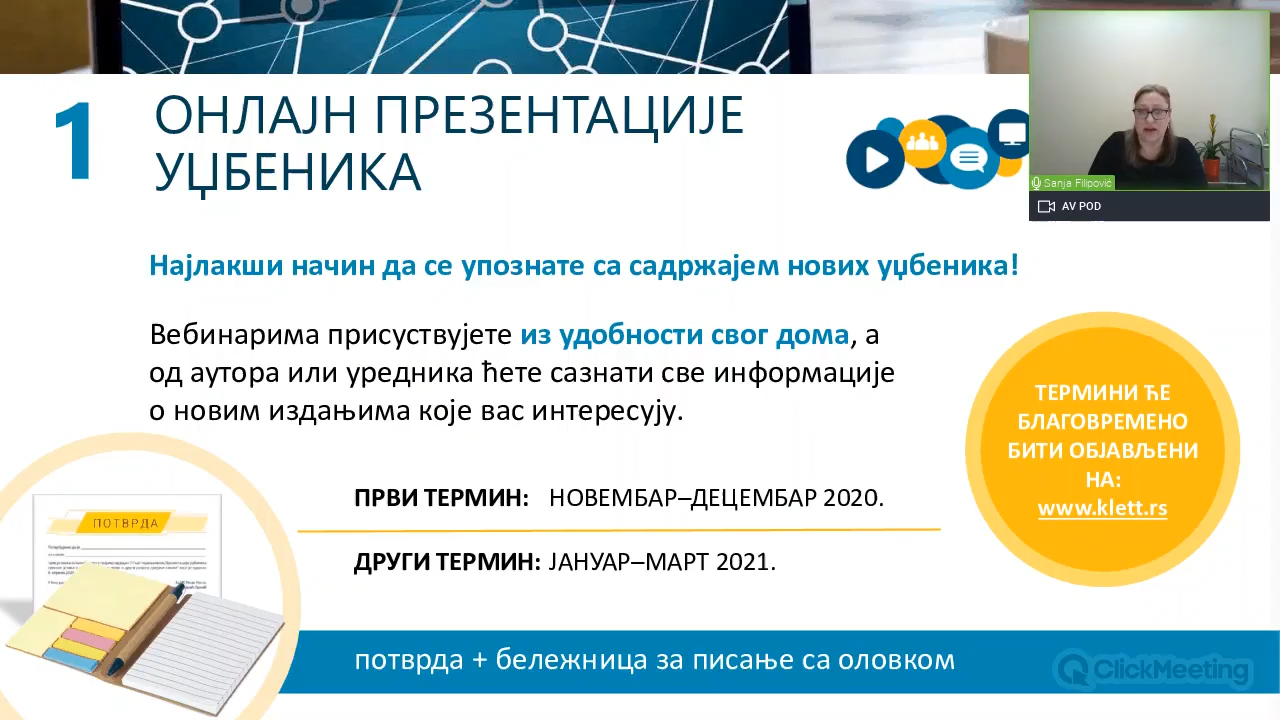 1
ОНЛАЈН ПРЕЗЕНТАЦИЈЕ
УЏБЕНИКА
Sanja Filipović
AV POD
Најлакши начин да се упознате са садржајем нових уџбеника!
Вебинарима присуствујете из удобности свог дома, а
од аутора или уредника ћете сазнати све информације
о новим издањима које вас интересују.
ТЕРМИНИ ЋЕ
БЛАГОВРЕМЕНО
БИТИ ОБЈАВЉЕНИ
НА:
www.klett.rs
ПРВИ ТЕРМИН: НОВЕМБАР–ДЕЦЕМБАР 2020.
ДРУГИ ТЕРМИН: ЈАНУАР–МАРТ 2021.
ПОТВРДА
потврда + бележница за писање са оловком
ClickMeeting